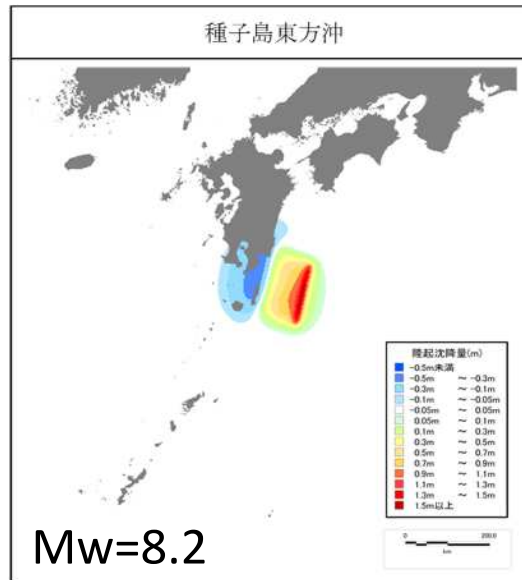 種子島東方沖
隆起沈降量(m)
-0.5m未満
-0.5m ～ -0.3m
-0.3m ～ -0.1m
-0.1m ～ -0.05m
-0.05m ～ 0.05m
0.05m ～ 0.1m
0.1m ～ 0.3m
0.3m ～ 0.5m
0.5m ～ 0.7m
0.7m ～ 0.9m
0.9m ～ 1.1m
1.1m ～ 1.3m
1.3m ～ 1.5m
1.5m以上
0 200.0
km
Mw=8.2